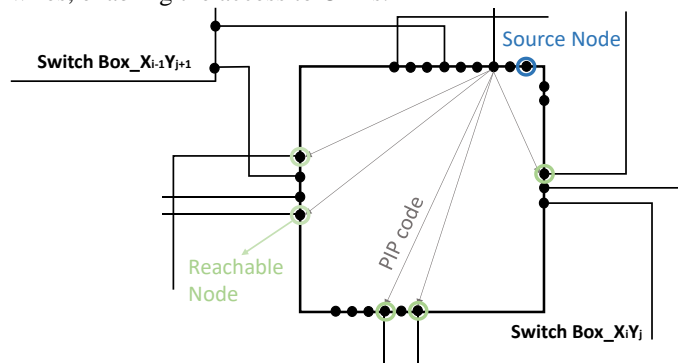 Source Node
Switch Box_Xi-1Yj+1
PIP code
Reachable
Node
Switch Box_XiYj